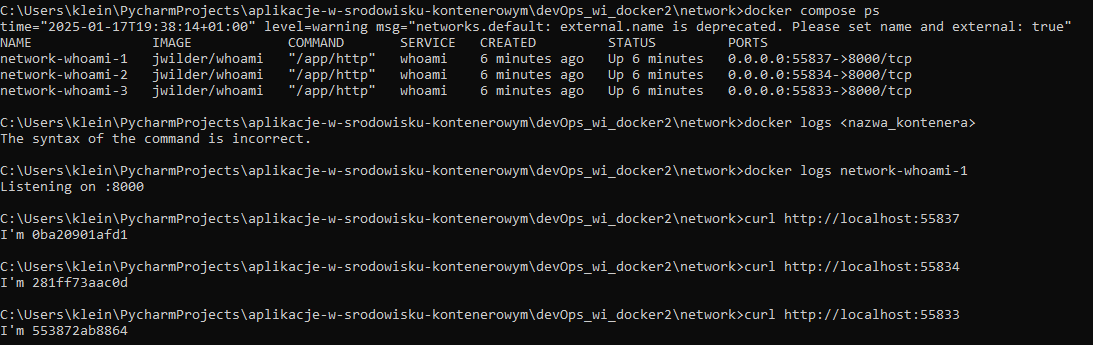 C:\Users\klein\PycharmProjects\aplikacje-w-srodowisku-kontenerowym\devOps_wi_docker2\network>docker compose ps
time="2025-01-17T19:38:14+01:00" level=warning msg="networks.default: external.name is deprecated. Please set name and external: true"
NAME IMAGE COMMAND SERVICE CREATED STATUS PORTS
network-whoami-1 jwilder/whoami "/app/http" whoami 6 minutes ago Up 6 minutes 0.0.0.0:55837->8000/tcp
network-whoami-2 jwilder/whoami "/app/http" whoami 6 minutes ago Up 6 minutes 0.0.0.0:55834->8000/tcp
network-whoami-3 jwilder/whoami "/app/http" whoami 6 minutes ago Up 6 minutes 0.0.0.0:55833->8000/tcp
C:\Users\klein\PycharmProjects\aplikacje-w-srodowisku-kontenerowym\devOps_wi_docker2\network>docker logs <nazwa_kontenera>
The syntax of the command is incorrect.
C:\Users\klein\PycharmProjects\aplikacje-w-srodowisku-kontenerowym\devOps_wi_docker2\network>docker logs network-whoami-1
Listening on :8000
C:\Users\klein\PycharmProjects\aplikacje-w-srodowisku-kontenerowym\devOps_wi_docker2\network>curl http://localhost:55837
I'm 0ba20901afd1
C:\Users\klein\PycharmProjects\aplikacje-w-srodowisku-kontenerowym\devOps_wi_docker2\network>curl http://localhost:55834
I'm 281ff73aac0d
C:\Users\klein\PycharmProjects\aplikacje-w-srodowisku-kontenerowym\devOps_wi_docker2\network>curl http://localhost:55833
I'm 553872ab8864